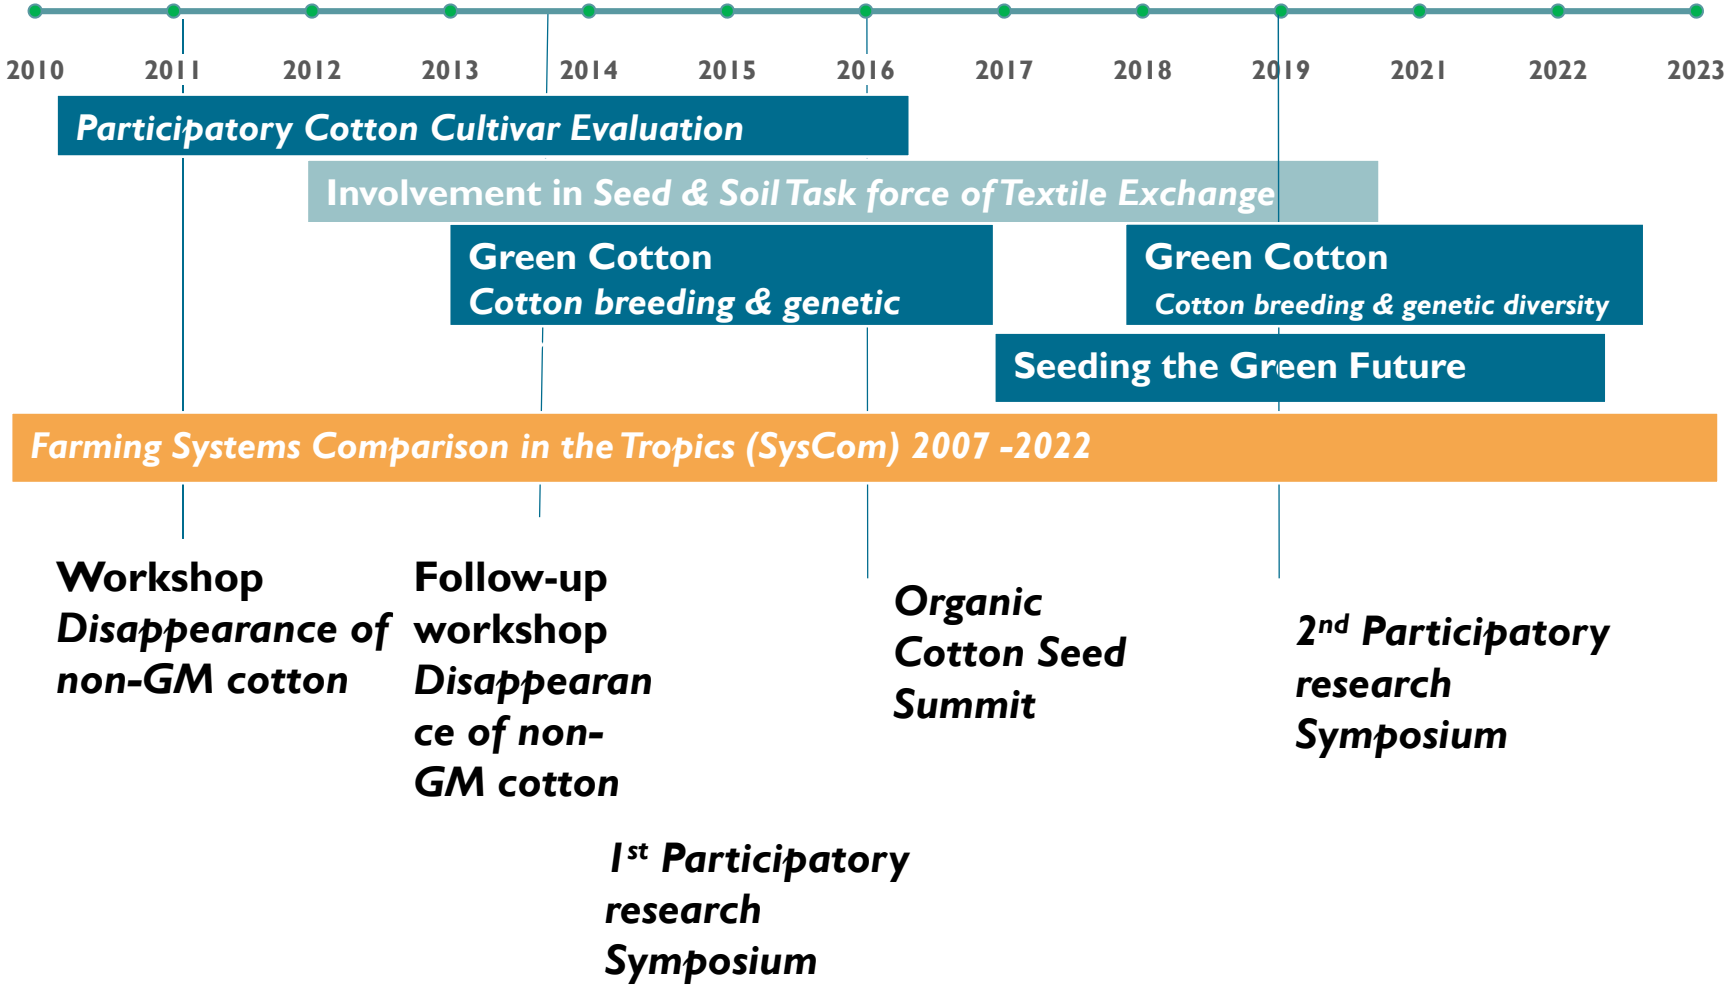 2010 2011 2012 2013 2014 2015 2016 2017 2018 2019 2021 2022 2023
Participatory Cotton Cultivar Evaluation
Involvement in Seed & Soil Task force of Textile Exchange
Green Cotton
Cotton breeding & genetic
Green Cotton
Cotton breeding & genetic diversity
Seeding the Green Future
Farming Systems Comparison in the Tropics (SysCom) 2007 -2022
Workshop
Disappearance of
non-GM cotton
Follow-up
workshop
Disappearan
ce of non-
GM cotton
1st Participatory
research
Symposium
Organic
Cotton Seed
Summit
2nd Participatory
research
Symposium